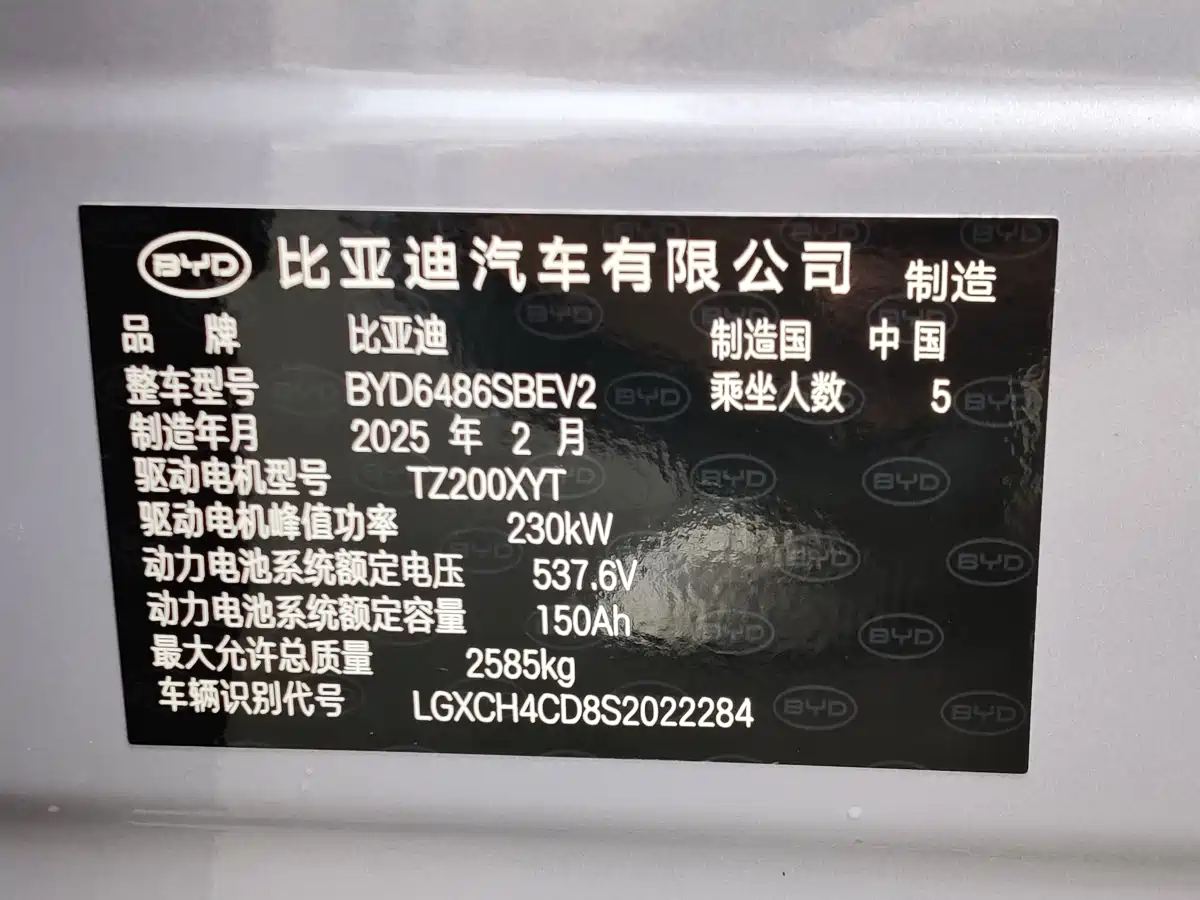 BYD 比亚迪汽车有限公司 制造
品 牌 比亚迪 制造国 中国
整车型号 BYD6486SBEV2 乘坐人数 5
制造年月 2025 年 2 月
驱动电机型号 TZ200XYT
驱动电机峰值功率 230kW
动力电池系统额定电压 537.6V
动力电池系统额定容量 150Ah
最大允许总质量 2585kg
车辆识别代号 LGXCH4CD8S2022284